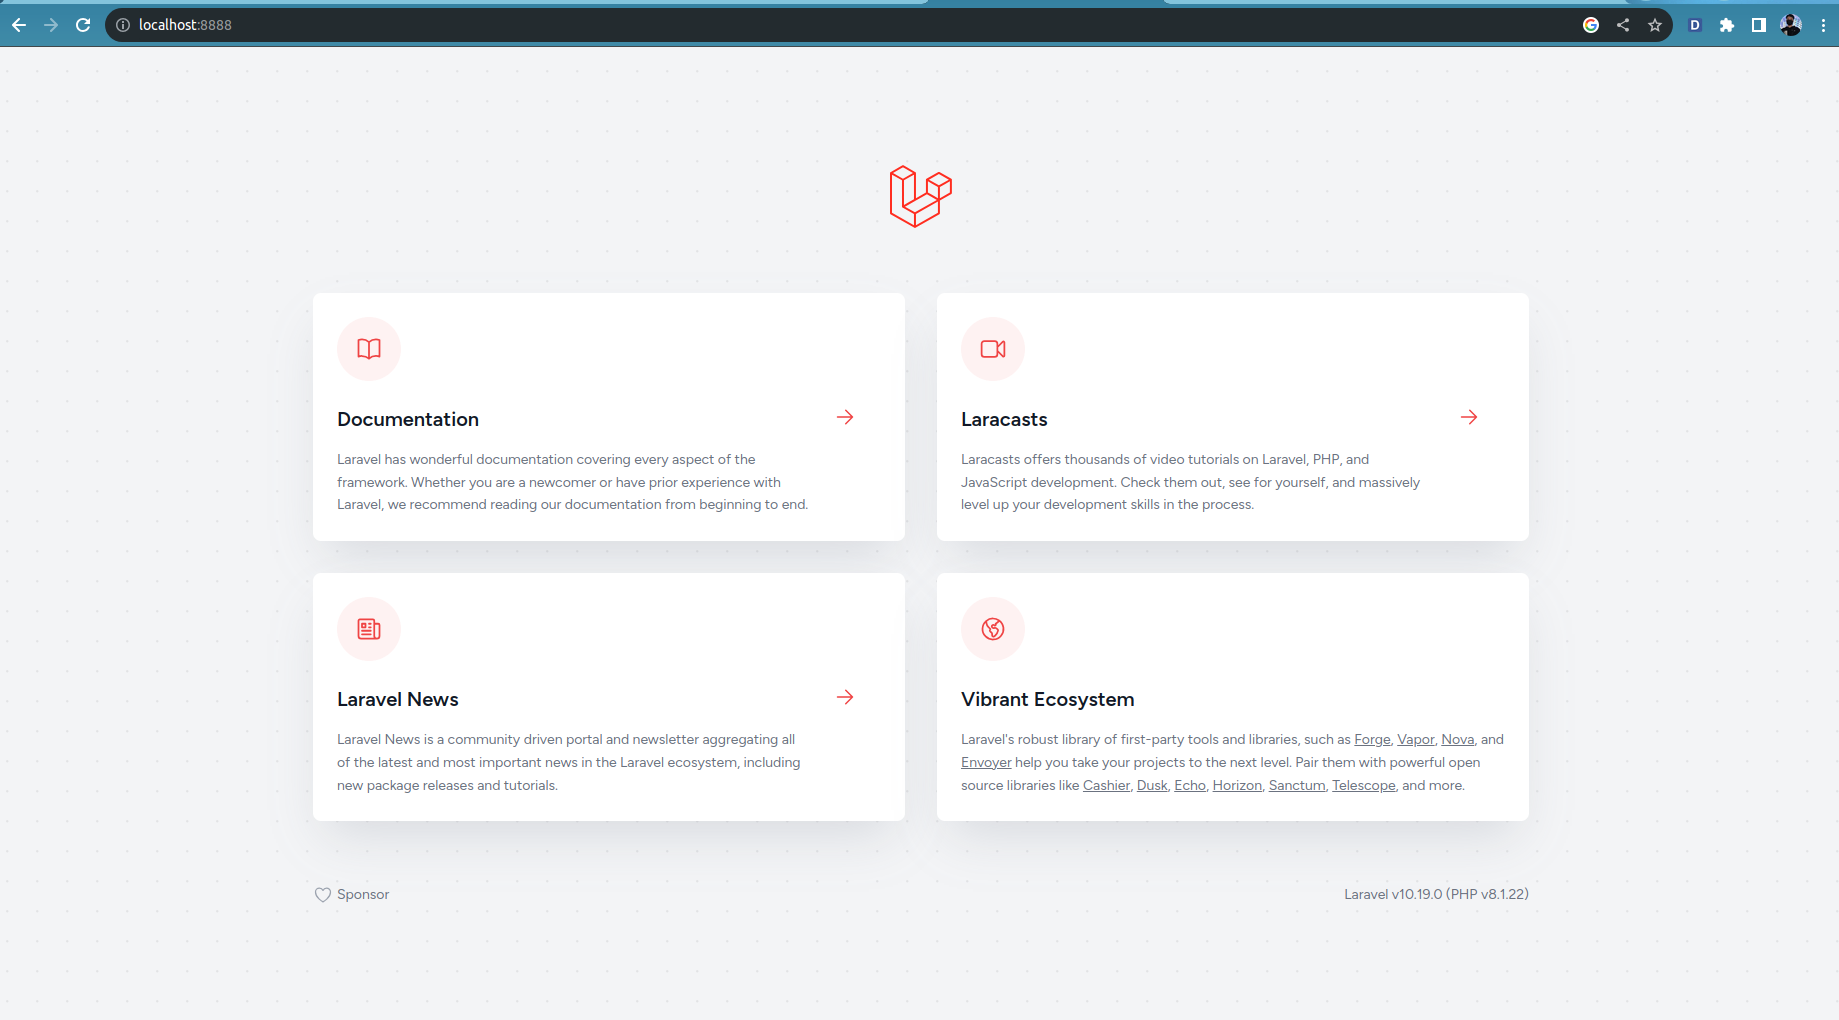 localhost:8888
D
Documentation
Laravel has wonderful documentation covering every aspect of the
framework. Whether you are a newcomer or have prior experience with
Laravel, we recommend reading our documentation from beginning to end.
Laracasts
Laracasts offers thousands of video tutorials on Laravel, PHP, and
JavaScript development. Check them out, see for yourself, and massively
level up your development skills in the process.
Laravel News
Laravel News is a community driven portal and newsletter aggregating all
of the latest and most important news in the Laravel ecosystem, including
new package releases and tutorials.
Vibrant Ecosystem
Laravel's robust library of first-party tools and libraries, such as Forge, Vapor, Nova, and
Envoyer help you take your projects to the next level. Pair them with powerful open
source libraries like Cashier, Dusk, Echo, Horizon, Sanctum, Telescope, and more.
Sponsor
Laravel v10.19.0 (PHP v8.1.22)